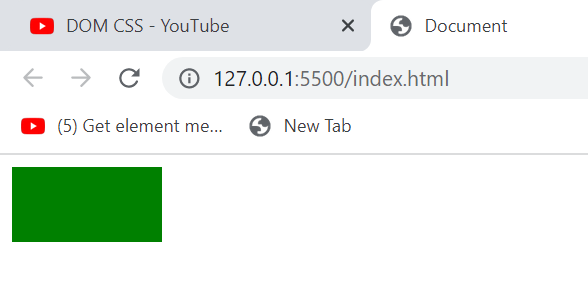 DOM CSS - YouTube
Document
127.0.0.1:5500/index.html
(5) Get element me...
New Tab